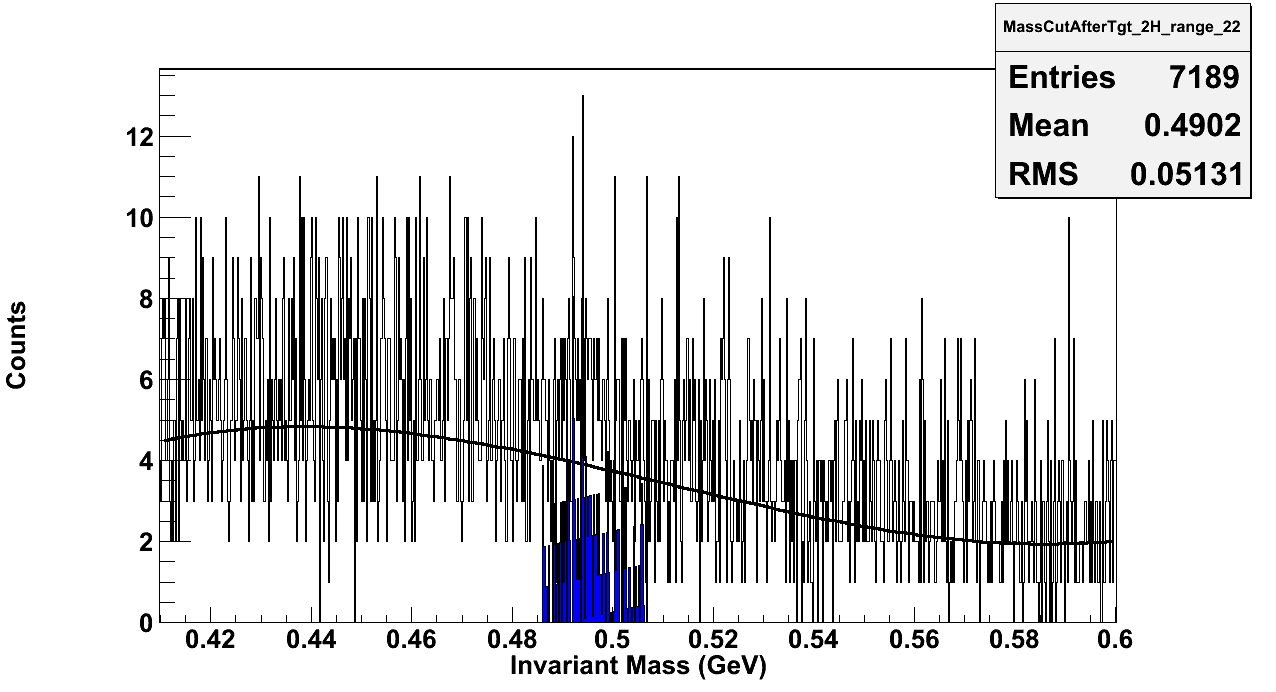 MassCutAfterTgt_2H_range_22
Entries 7189
Mean 0.4902
RMS 0.05131
Counts
12
10
8
6
4
2
0
0.42 0.44 0.46 0.48 0.5 0.52 0.54 0.56 0.58 0.6
Invariant Mass (GeV)